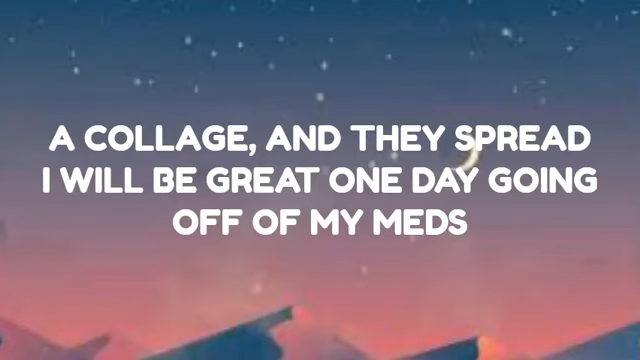 A COLLAGE, AND THEY SPREAD
I WILL BE GREAT ONE DAY GOING
OFF OF MY MEDS